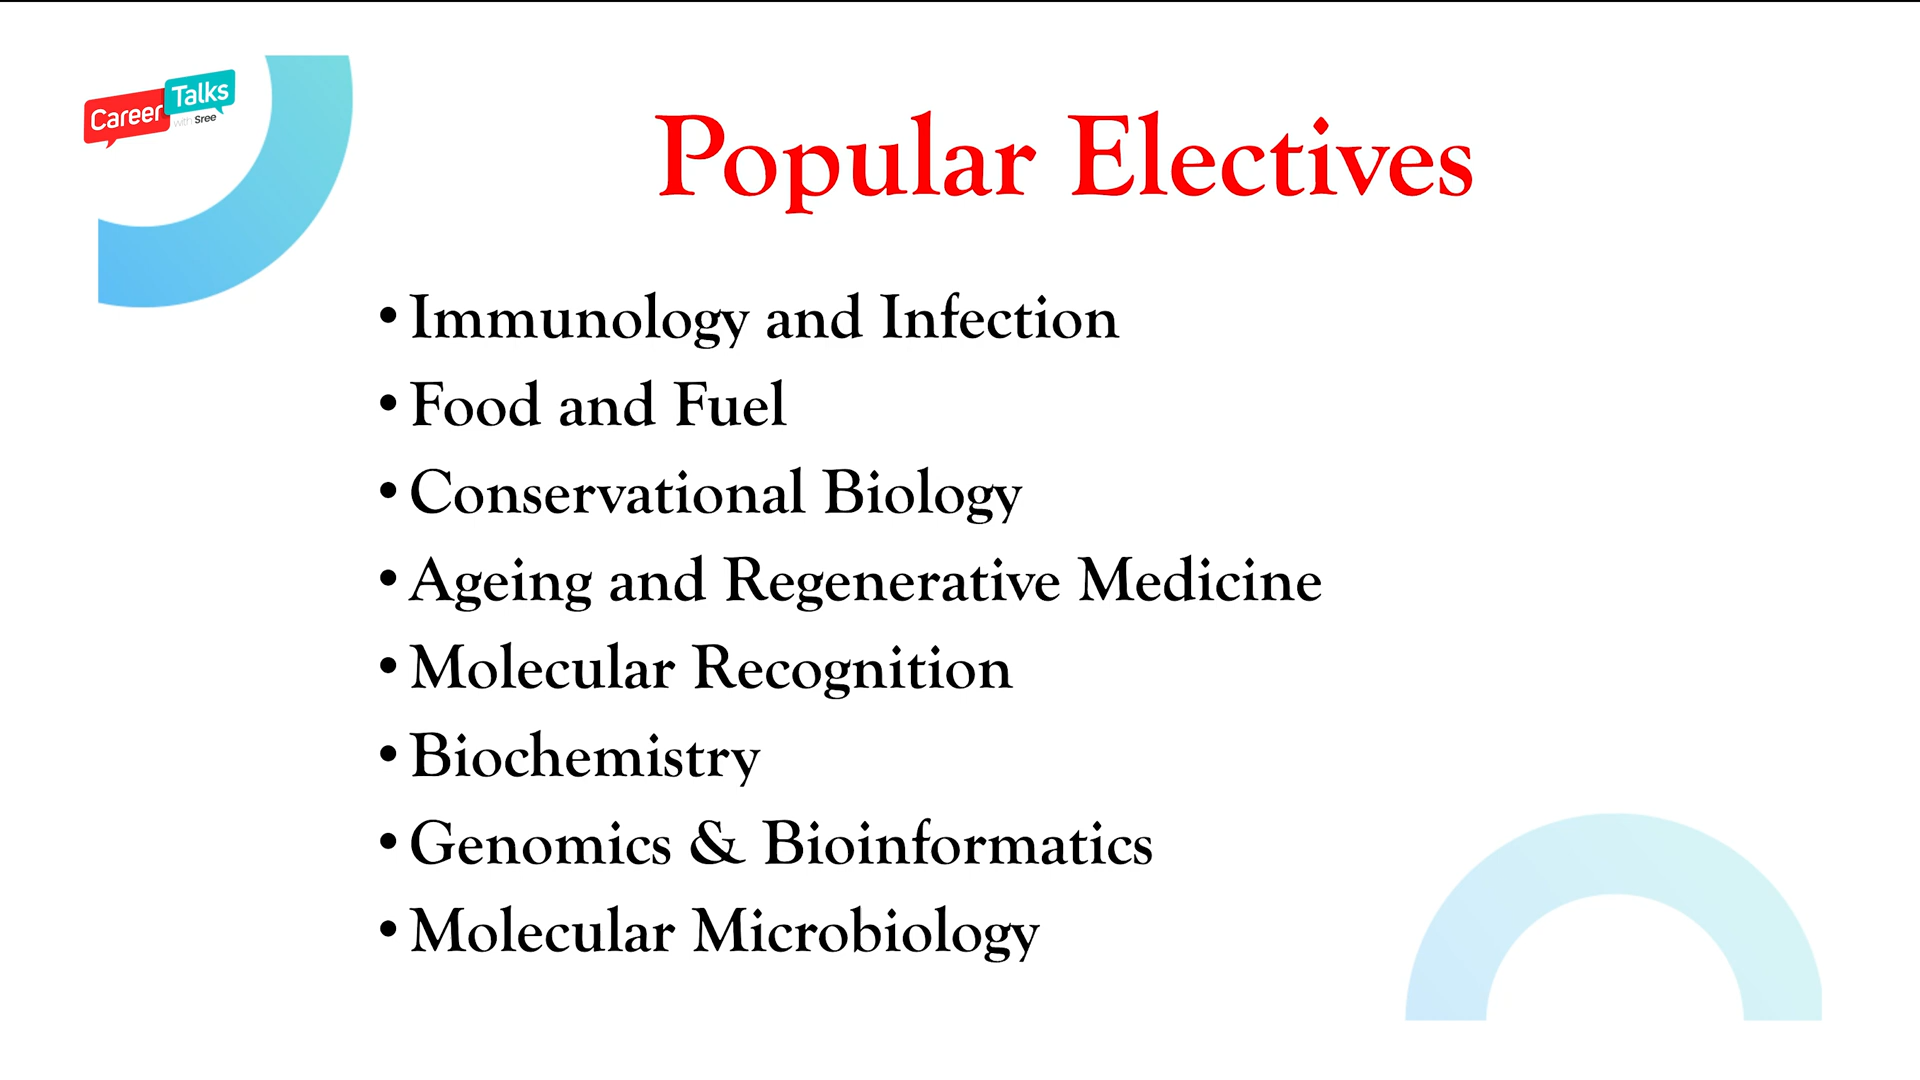 Career Talks
with Sree
Popular Electives
• Immunology and Infection
• Food and Fuel
• Conservational Biology
• Ageing and Regenerative Medicine
• Molecular Recognition
• Biochemistry
• Genomics & Bioinformatics
• Molecular Microbiology